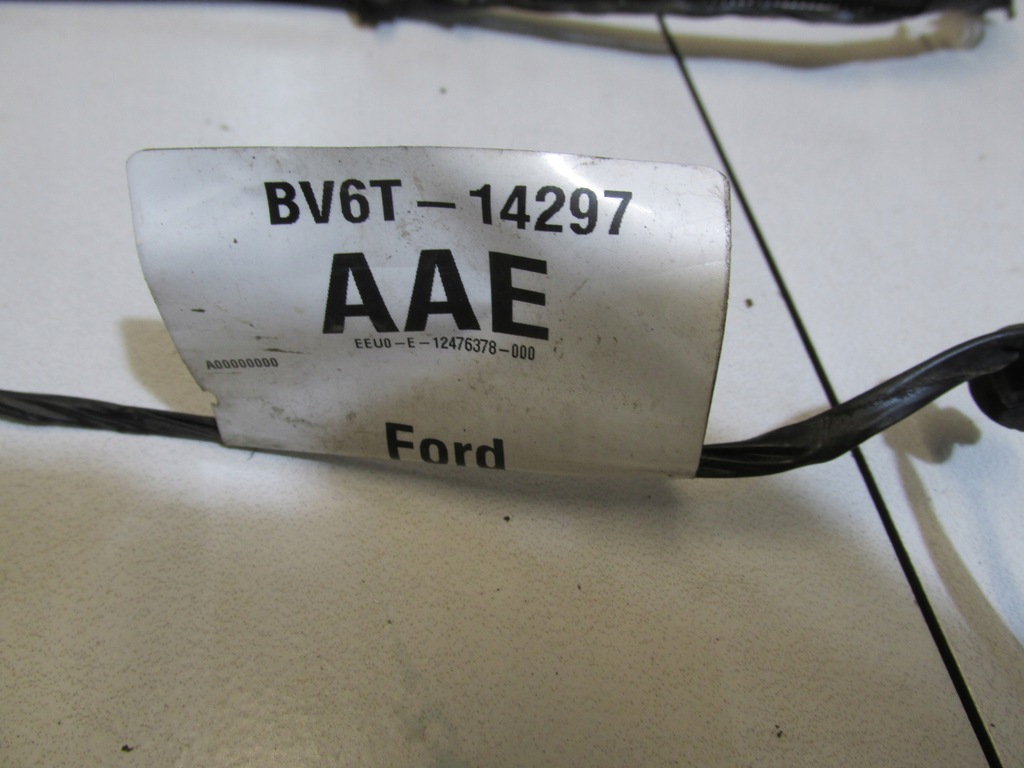 BV6T-14297
AAE
EEU0-E-12476378-000
A00000000
Ford